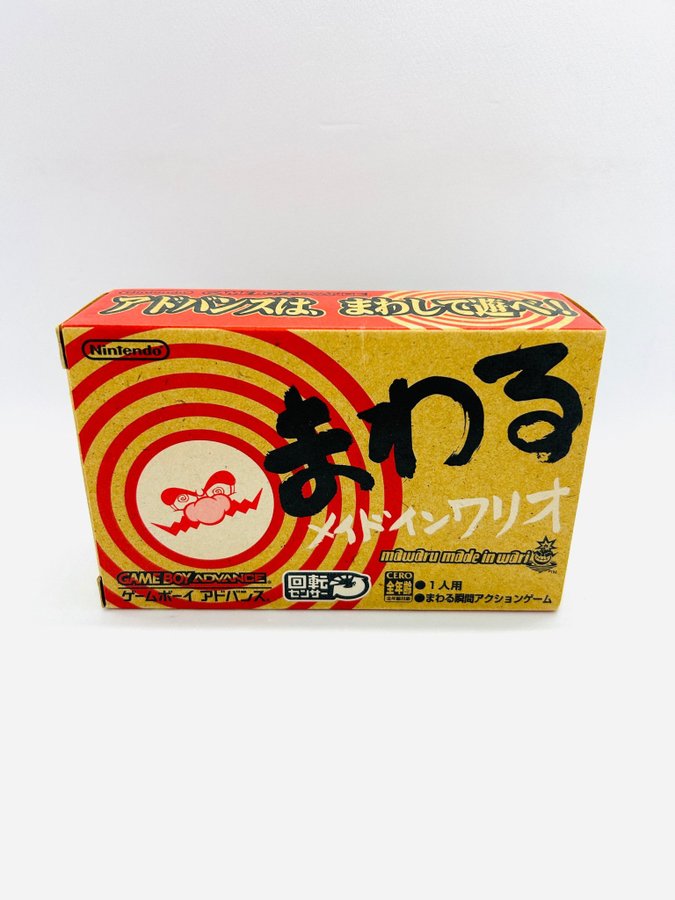 アドバンスは、まわして遊べ!!
Nintendo
まわる
メイドインワリオ
mawaru made in wario
GAME BOY ADVANCE
ゲームボーイ アドバンス
回転
センサー
CERO
全年齢
●1人用
●まわる瞬間アクションゲーム